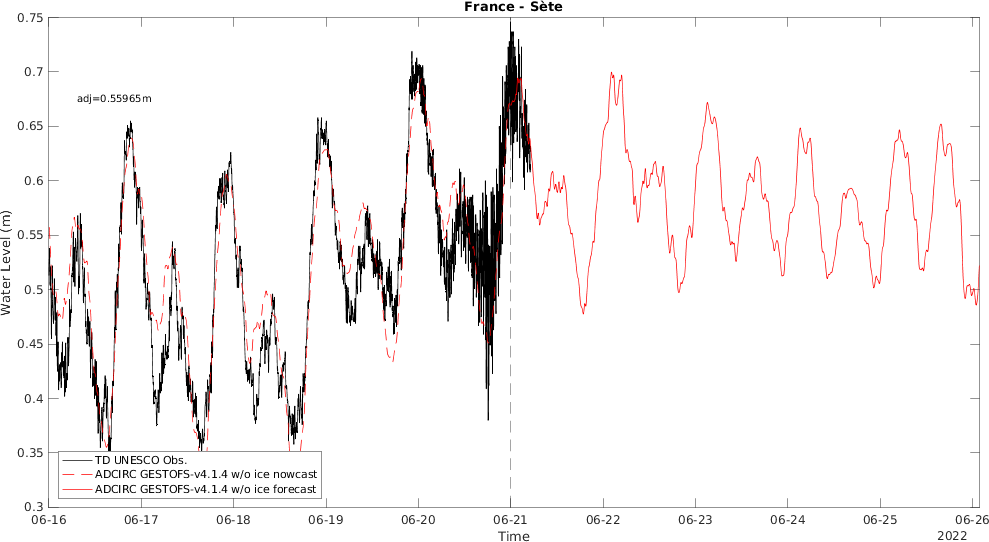 France - Sète
0.75
0.7
0.65
0.6
0.55
0.5
0.45
0.4
0.35
0.3
Water Level (m)
adj=0.55965m
TD UNESCO Obs.
ADCIRC GESTOFS-v4.1.4 w/o ice nowcast
ADCIRC GESTOFS-v4.1.4 w/o ice forecast
06-16 06-17 06-18 06-19 06-20 06-21 06-22 06-23 06-24 06-25 06-26
Time
2022